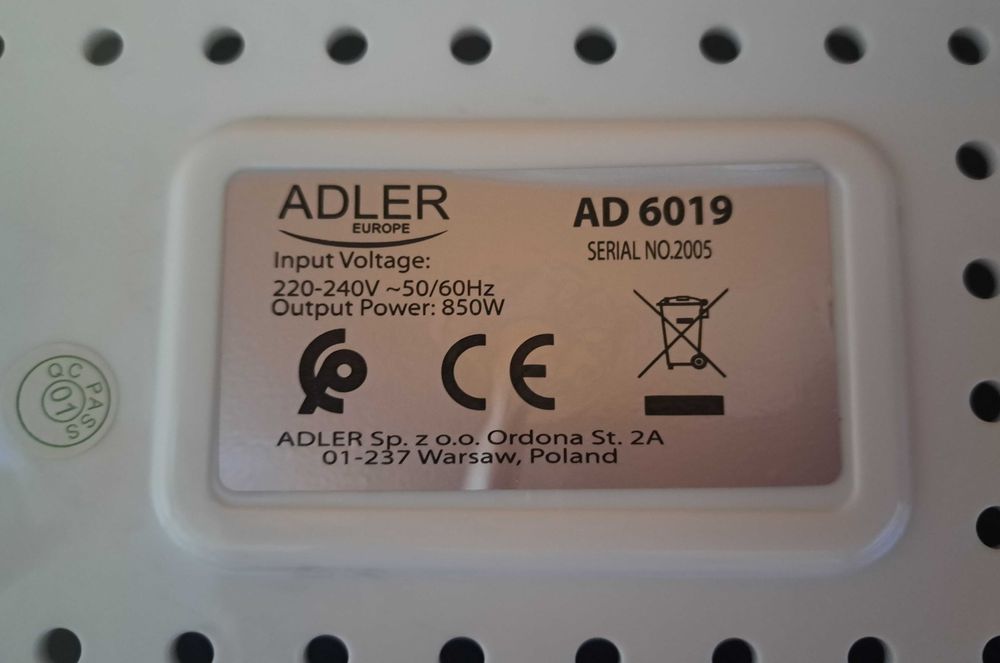 ADLER
EUROPE
AD 6019
SERIAL NO.2005
Input Voltage:
220-240V ~50/60Hz
Output Power: 850W
CE
ADLER Sp. z o.o. Ordona St. 2A
01-237 Warsaw, Poland
QC PASS
01